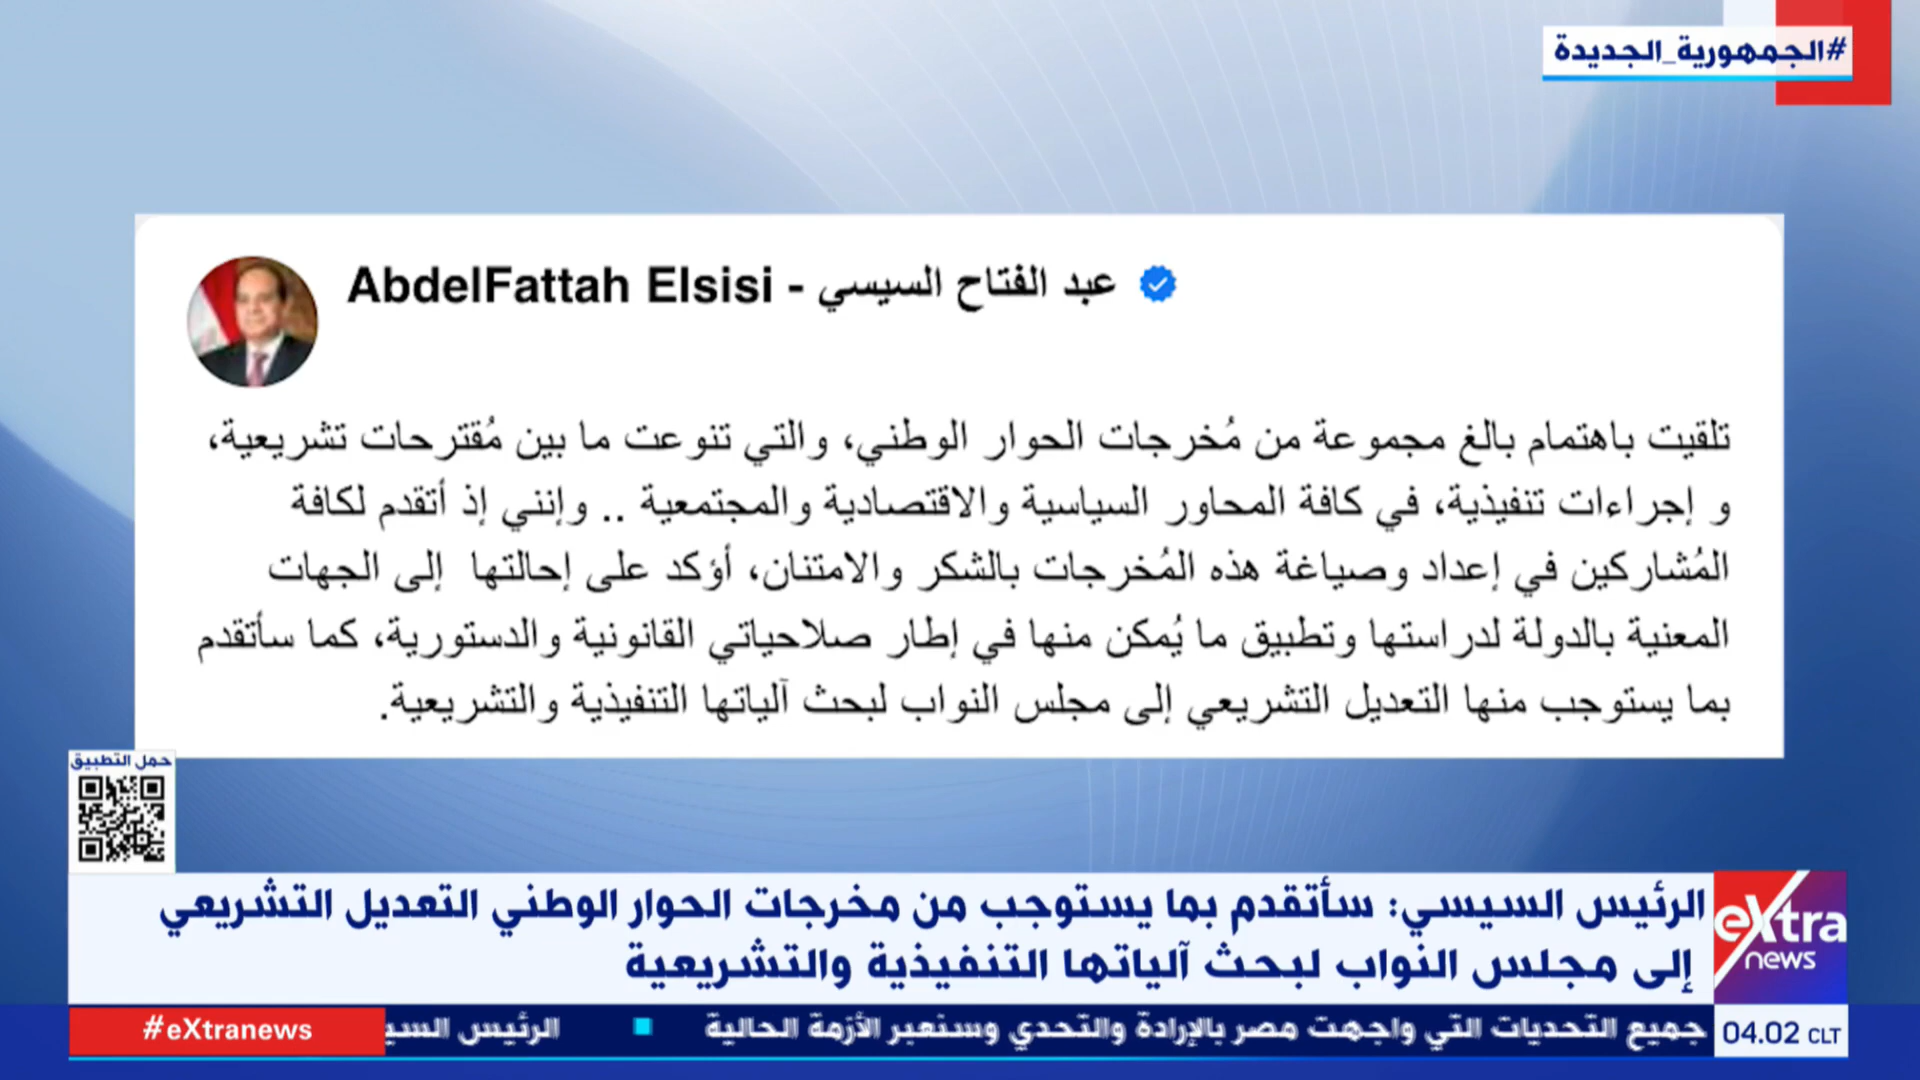 #الجمهورية_الجديدة
AbdelFattah Elsisi - عبد الفتاح السيسي
تلقيت باهتمام بالغ مجموعة من مُخرجات الحوار الوطني، والتي تنوعت ما بين مُقترحات تشريعية،
و إجراءات تنفيذية، في كافة المحاور السياسية والاقتصادية والمجتمعية .. وإنني إذ أتقدم لكافة
المُشاركين في إعداد وصياغة هذه المُخرجات بالشكر والامتنان، أؤكد على إحالتها إلى الجهات
المعنية بالدولة لدراستها وتطبيق ما يُمكن منها في إطار صلاحياتي القانونية والدستورية، كما سأتقدم
بما يستوجب منها التعديل التشريعي إلى مجلس النواب لبحث آلياتها التنفيذية والتشريعية.
حمل التطبيق
الرئيس السيسي: سأتقدم بما يستوجب من مخرجات الحوار الوطني التعديل التشريعي
إلى مجلس النواب لبحث آلياتها التنفيذية والتشريعية
eXtra
news
جميع التحديات التي واجهت مصر بالإرادة والتحدي وسنعبر الأزمة الحالية
الرئيس
#eXtranews
04.02 CLT